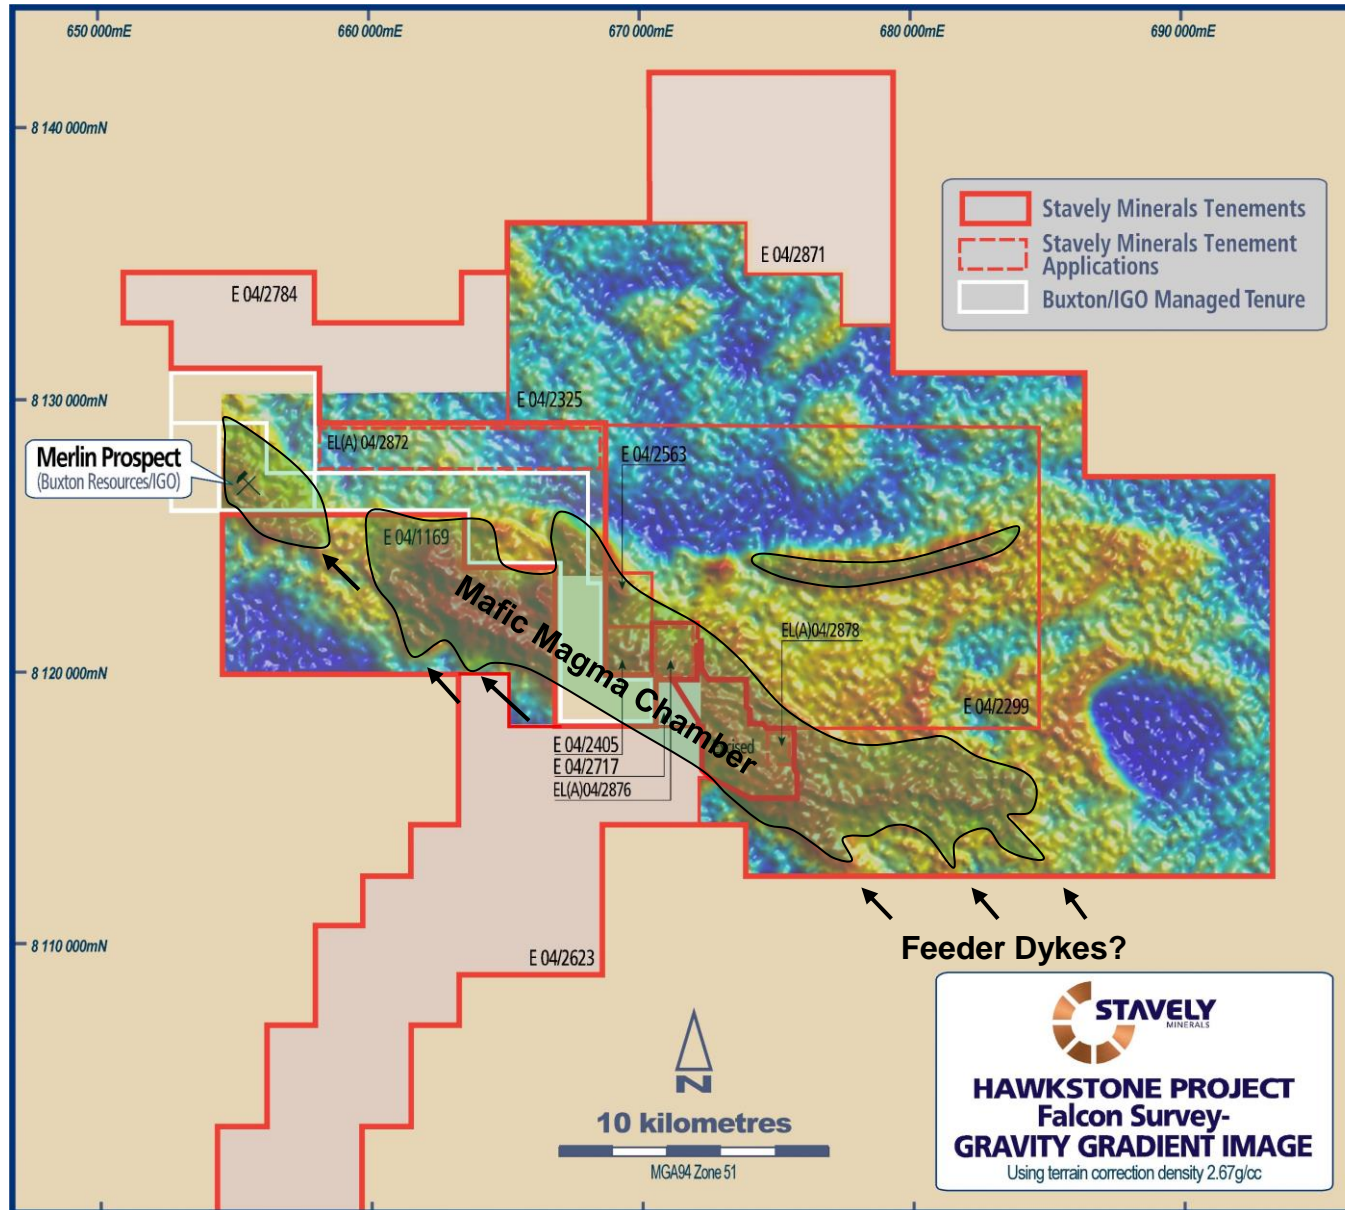 650 000mE
660 000mE
670 000mE
680 000mE
690 000mE
8 140 000mN
8 130 000mN
8 120 000mN
8 110 000mN
Stavely Minerals Tenements
Stavely Minerals Tenement
Applications
Buxton/IGO Managed Tenure
E 04/2871
E 04/2784
E 04/2325
EL(A) 04/2872
E 04/2563
Merlin Prospect
(Buxton Resources/IGO)
E 04/1169
Mafic Magma Chamber
EL(A)04/2878
E 04/2299
E 04/2405
E 04/2717
EL(A)04/2876
Feeder Dykes?
E 04/2623
N
10 kilometres
MGA94 Zone 51
STAVELY
MINERALS
HAWKSTONE PROJECT
Falcon Survey-
GRAVITY GRADIENT IMAGE
Using terrain correction density 2.67g/cc